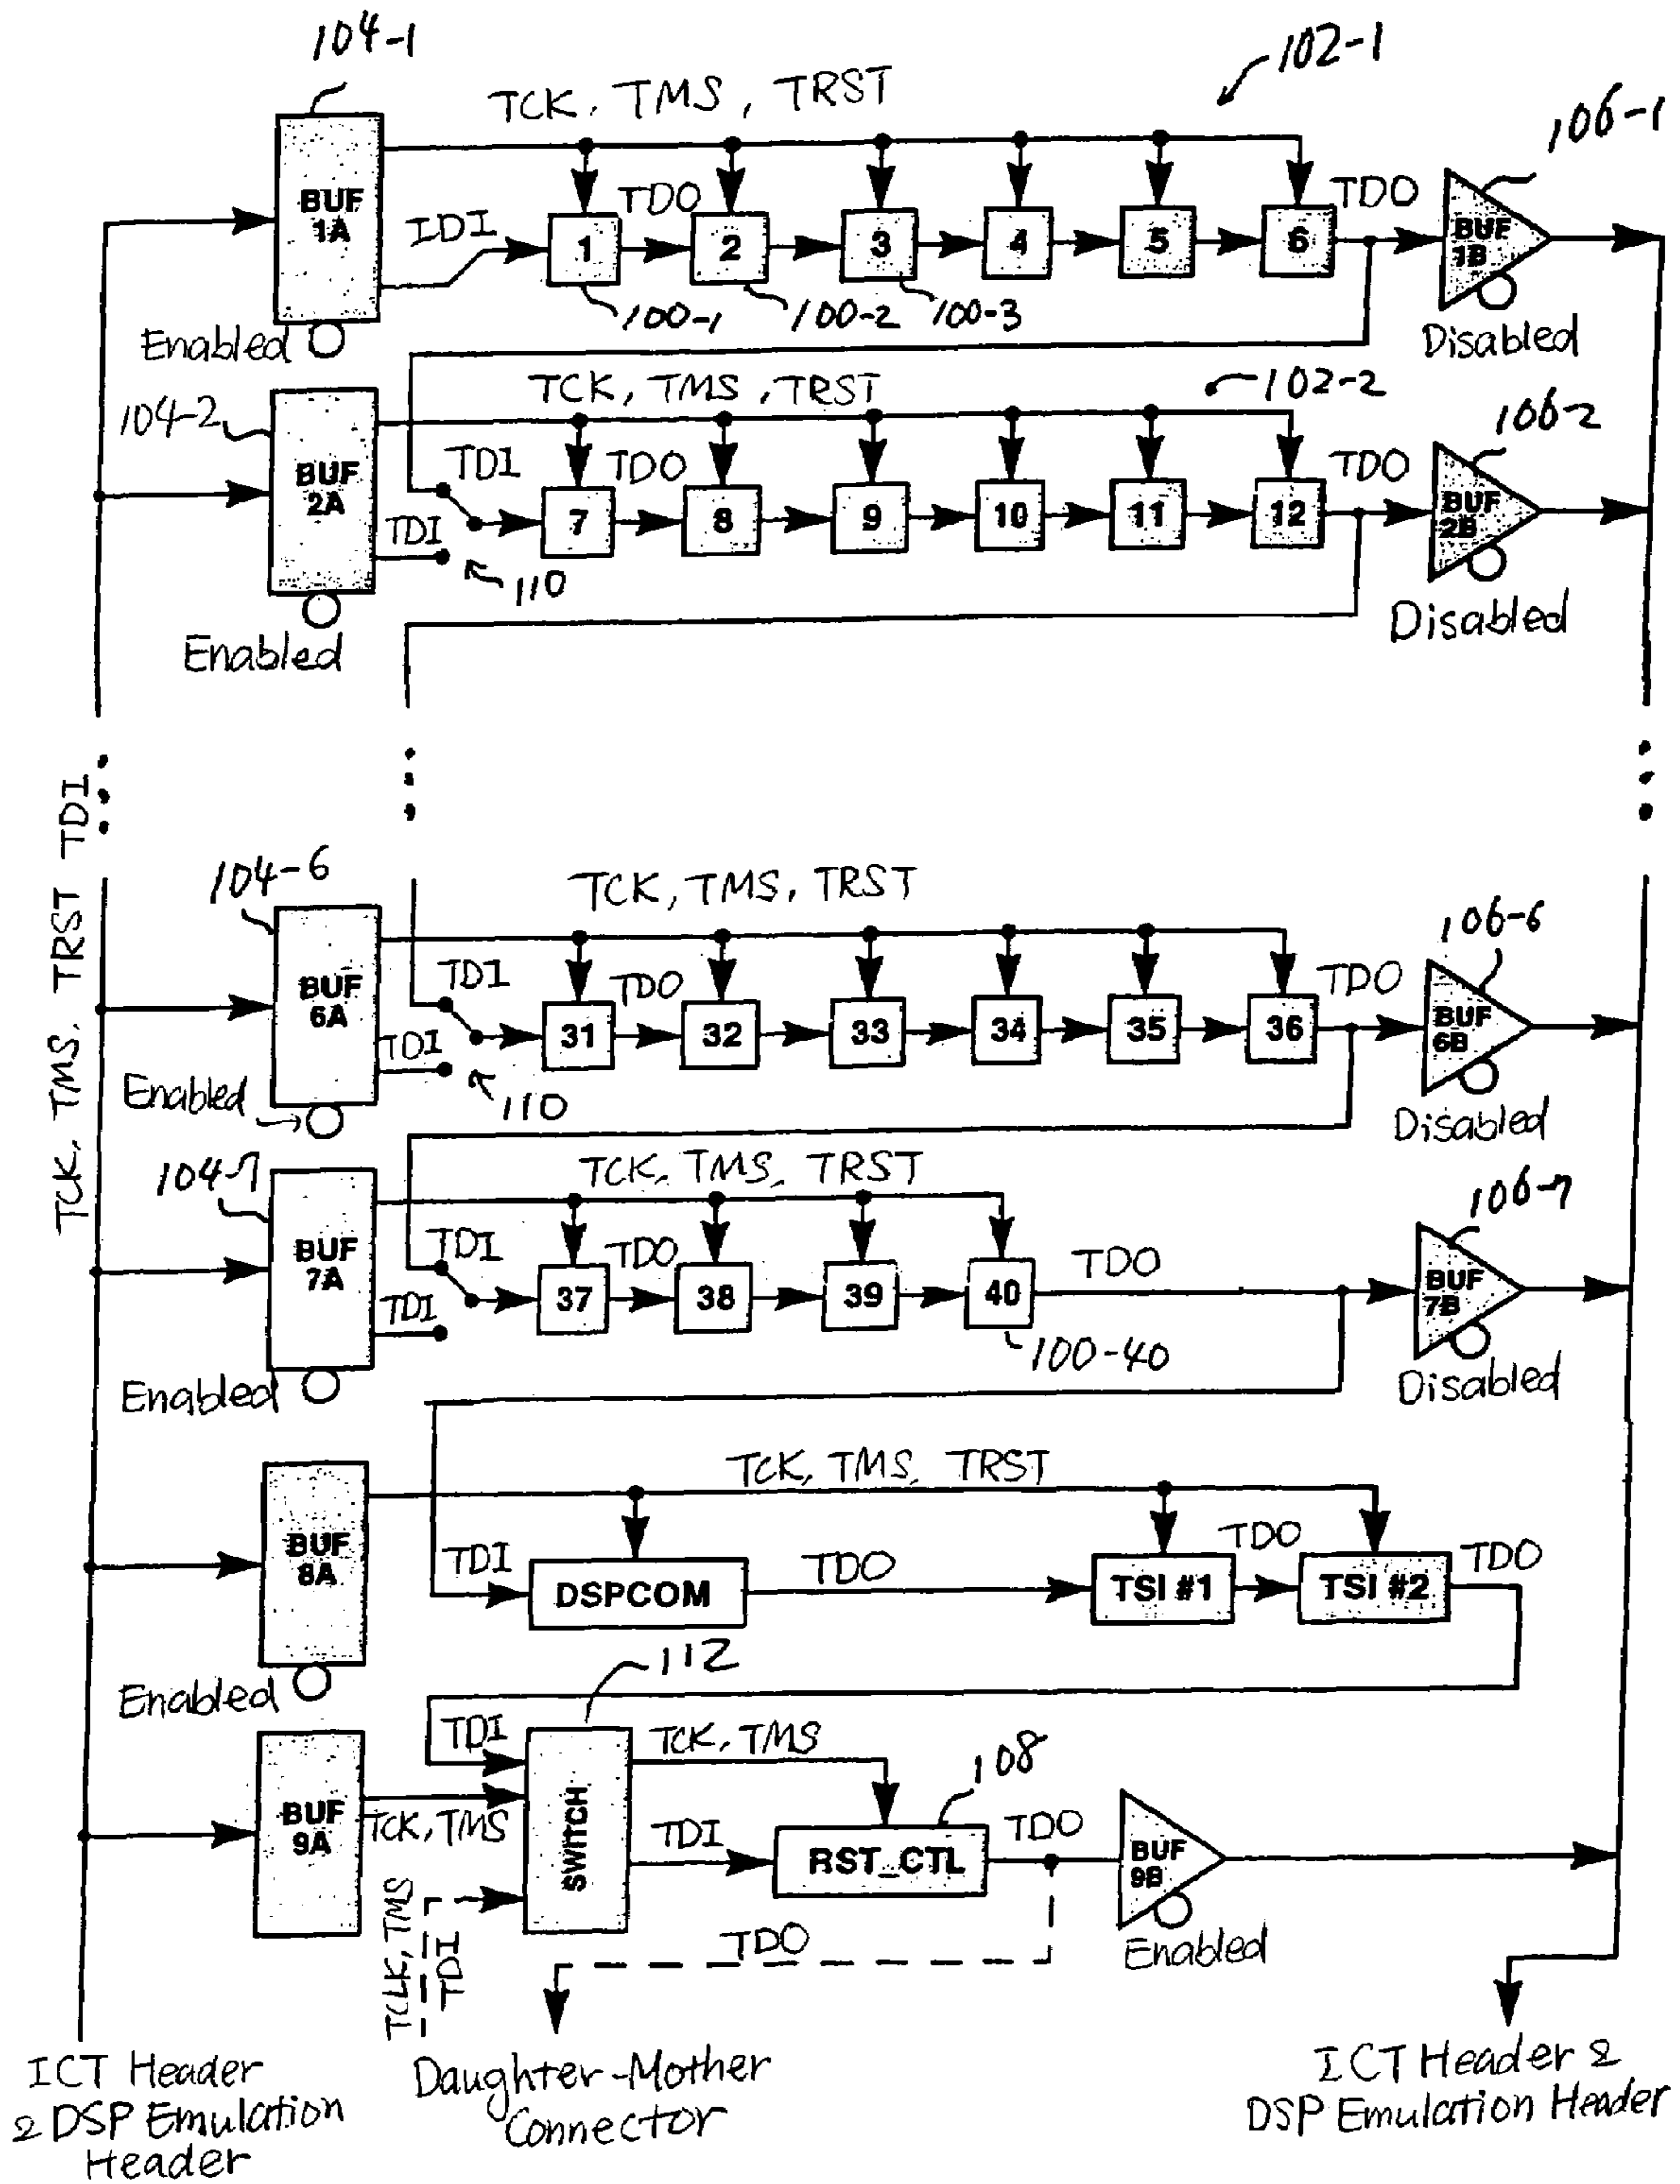 104-1
102-1
TCK, TMS, TRST
106-1
BUF 1A
IDI
TDO
TDO
1
2
3
4
5
6
BUF 1B
100-1
100-2
100-3
Enabled
Disabled
TCK, TMS, TRST
102-2
104-2
106-2
BUF 2A
TDI
TDO
TDO
TDI
7
8
9
10
11
12
BUF 2B
110
Enabled
Disabled
TCK, TMS, TRST TDI
104-6
TCK, TMS, TRST
106-6
BUF 6A
TDI
TDO
TDO
TDI
31
32
33
34
35
36
BUF 6B
Enabled
110
Disabled
104-7
TCK, TMS, TRST
106-7
BUF 7A
TDI
TDO
TDO
TDI
37
38
39
40
BUF 7B
100-40
Enabled
Disabled
TCK, TMS, TRST
BUF 8A
TDI
DSPCOM
TDO
TSI #1
TDO
TSI #2
TDO
Enabled
112
TDI
TCK, TMS
108
BUF 9A
TCK, TMS
SWITCH
TDI
RST_CTL
TDO
BUF 9B
TCLK, TMS
TDI
TDO
Enabled
ICT Header
& DSP Emulation
Header
Daughter-Mother
Connector
ICT Header &
DSP Emulation Header